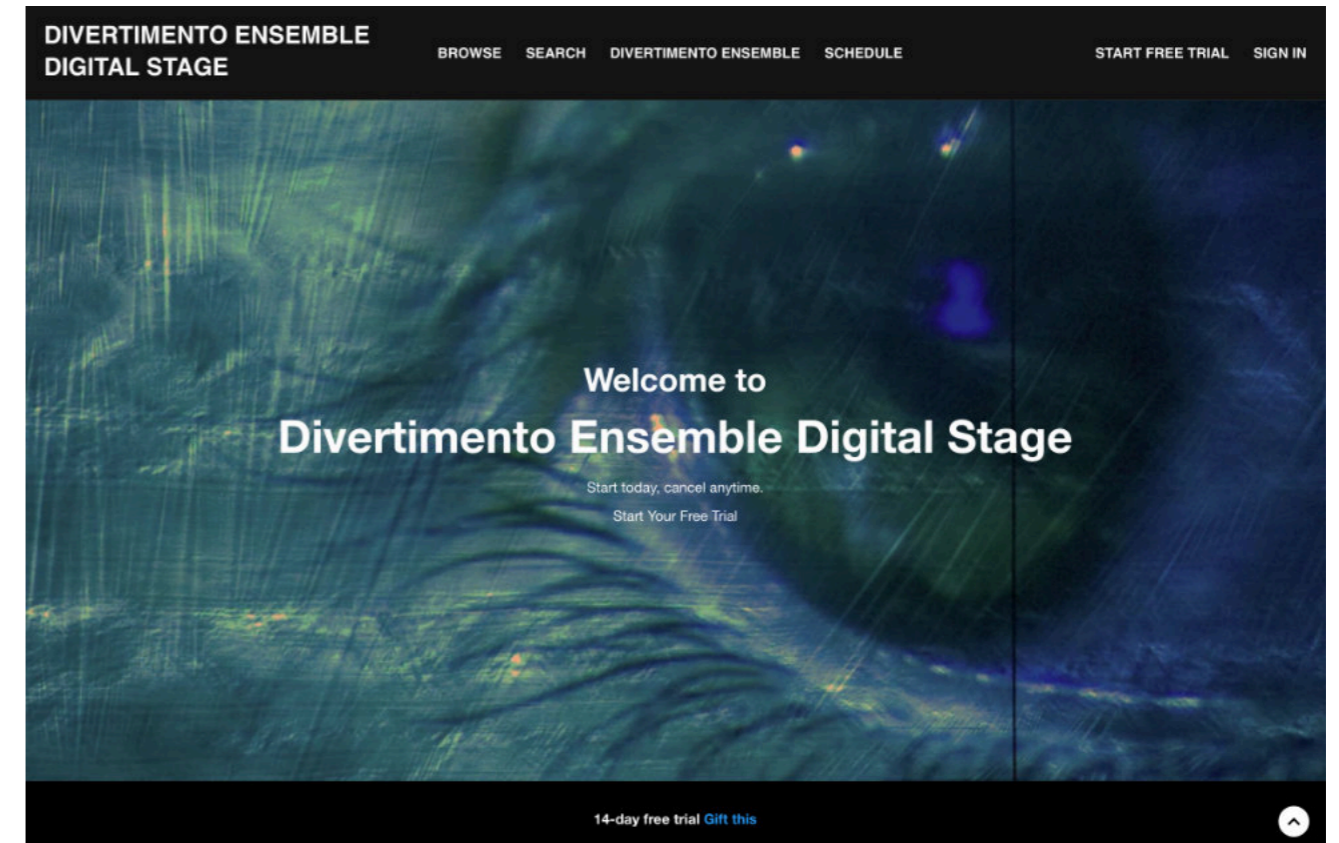 DIVERTIMENTO ENSEMBLE
DIGITAL STAGE
BROWSE SEARCH DIVERTIMENTO ENSEMBLE SCHEDULE START FREE TRIAL SIGN IN
Welcome to
Divertimento Ensemble Digital Stage
Start today, cancel anytime.
Start Your Free Trial
14-day free trial Gift this